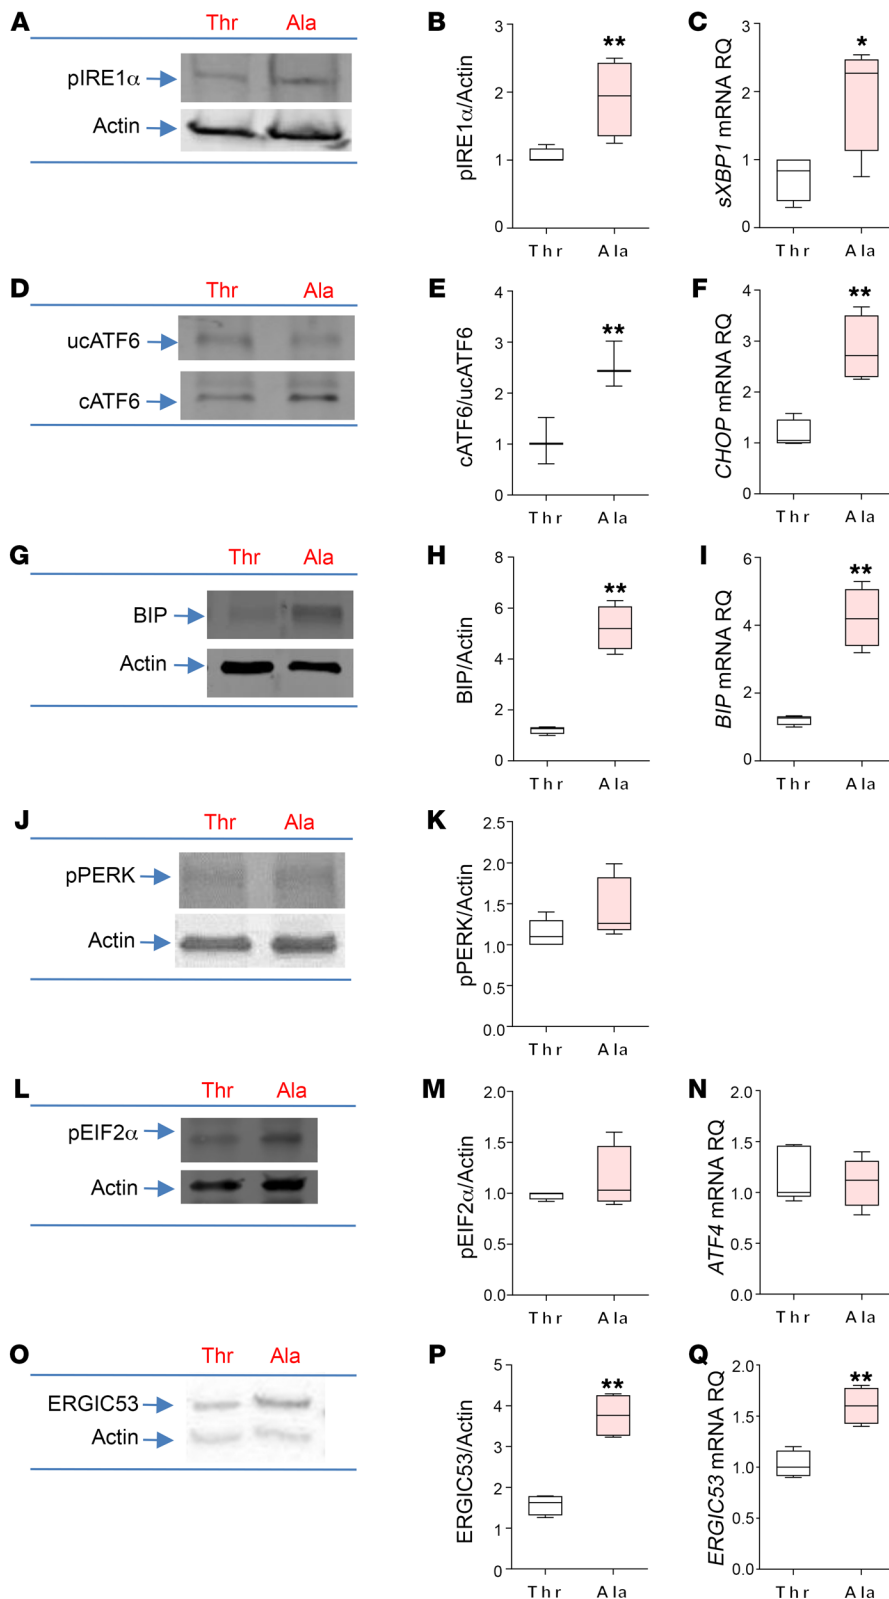 A
Thr Ala
pIRE1α
Actin
B
pIRE1α/Actin
3
2
1
0
**
Thr Ala
C
sXBP1 mRNA RQ
3
2
1
0
*
Thr Ala
D
Thr Ala
ucATF6
cATF6
E
cATF6/ucATF6
4
3
2
1
0
**
Thr Ala
F
CHOP mRNA RQ
4
3
2
1
0
**
Thr Ala
G
Thr Ala
BIP
Actin
H
BIP/Actin
8
6
4
2
0
**
Thr Ala
I
BIP mRNA RQ
6
4
2
0
**
Thr Ala
J
Thr Ala
pPERK
Actin
K
pPERK/Actin
2.5
2.0
1.5
1.0
0.5
0.0
Thr Ala
L
Thr Ala
pEIF2α
Actin
M
pEIF2α/Actin
2.0
1.5
1.0
0.5
0.0
Thr Ala
N
ATF4 mRNA RQ
2.0
1.5
1.0
0.5
0.0
Thr Ala
O
Thr Ala
ERGIC53
Actin
P
ERGIC53/Actin
5
4
3
2
1
0
**
Thr Ala
Q
ERGIC53 mRNA RQ
2.0
1.5
1.0
0.5
0.0
**
Thr Ala